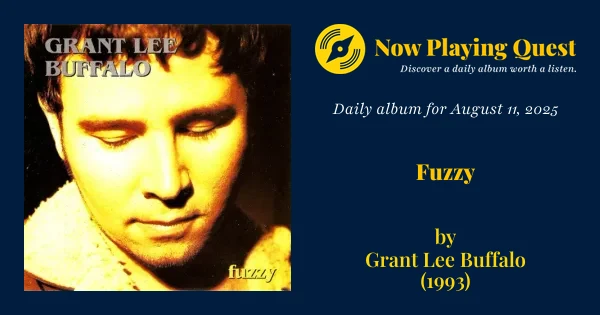 GRANT LEE
BUFFALO
fuzzy
Now Playing Quest
Discover a daily album worth a listen.
Daily album for August 11, 2025
Fuzzy
by
Grant Lee Buffalo
(1993)